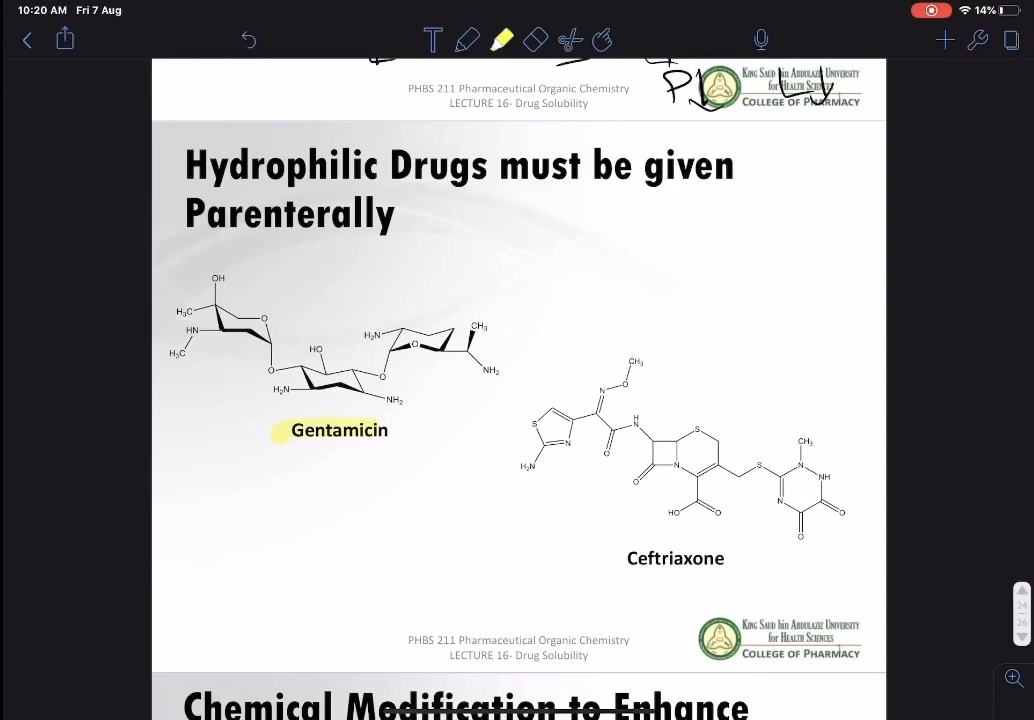 10:20 AM Fri 7 Aug
14%
T
PHBS 211 Pharmaceutical Organic Chemistry
LECTURE 16- Drug Solubility
P↓
L↓
KING SAUD bin ABDULAZIZ UNIVERSITY
for HEALTH SCIENCES
COLLEGE OF PHARMACY
Hydrophilic Drugs must be given
Parenterally
OH
H₃C
O
HN
H₃C
O
HO
H₂N
NH₂
O
H₂N
O
CH₃
NH₂
Gentamicin
CH₃
O
N
S
N
H₂N
O
H
N
S
N
O
HO
O
S
CH₃
N
NH
N
O
O
Ceftriaxone
24
26
PHBS 211 Pharmaceutical Organic Chemistry
LECTURE 16- Drug Solubility
KING SAUD bin ABDULAZIZ UNIVERSITY
for HEALTH SCIENCES
COLLEGE OF PHARMACY
Chemical Modification to Enhance